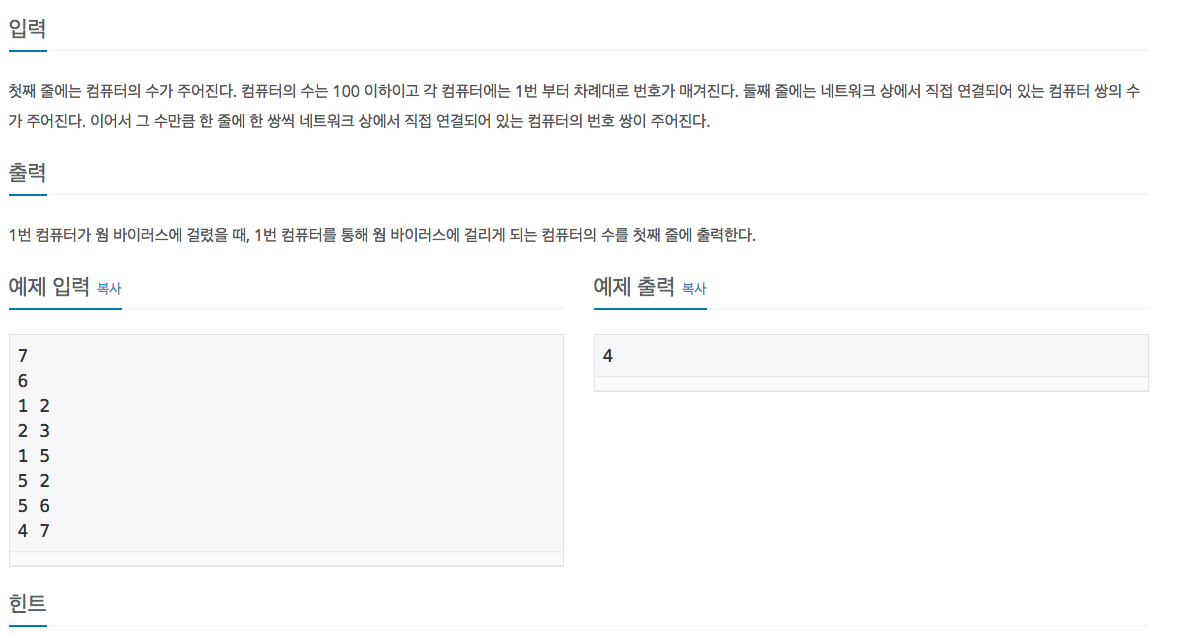 입력
첫째 줄에는 컴퓨터의 수가 주어진다. 컴퓨터의 수는 100 이하이고 각 컴퓨터에는 1번 부터 차례대로 번호가 매겨진다. 둘째 줄에는 네트워크 상에서 직접 연결되어 있는 컴퓨터 쌍의 수
가 주어진다. 이어서 그 수만큼 한 줄에 한 쌍씩 네트워크 상에서 직접 연결되어 있는 컴퓨터의 번호 쌍이 주어진다.
출력
1번 컴퓨터가 웜 바이러스에 걸렸을 때, 1번 컴퓨터를 통해 웜 바이러스에 걸리게 되는 컴퓨터의 수를 첫째 줄에 출력한다.
예제 입력 복사
7
6
1 2
2 3
1 5
5 2
5 6
4 7
예제 출력 복사
4
힌트